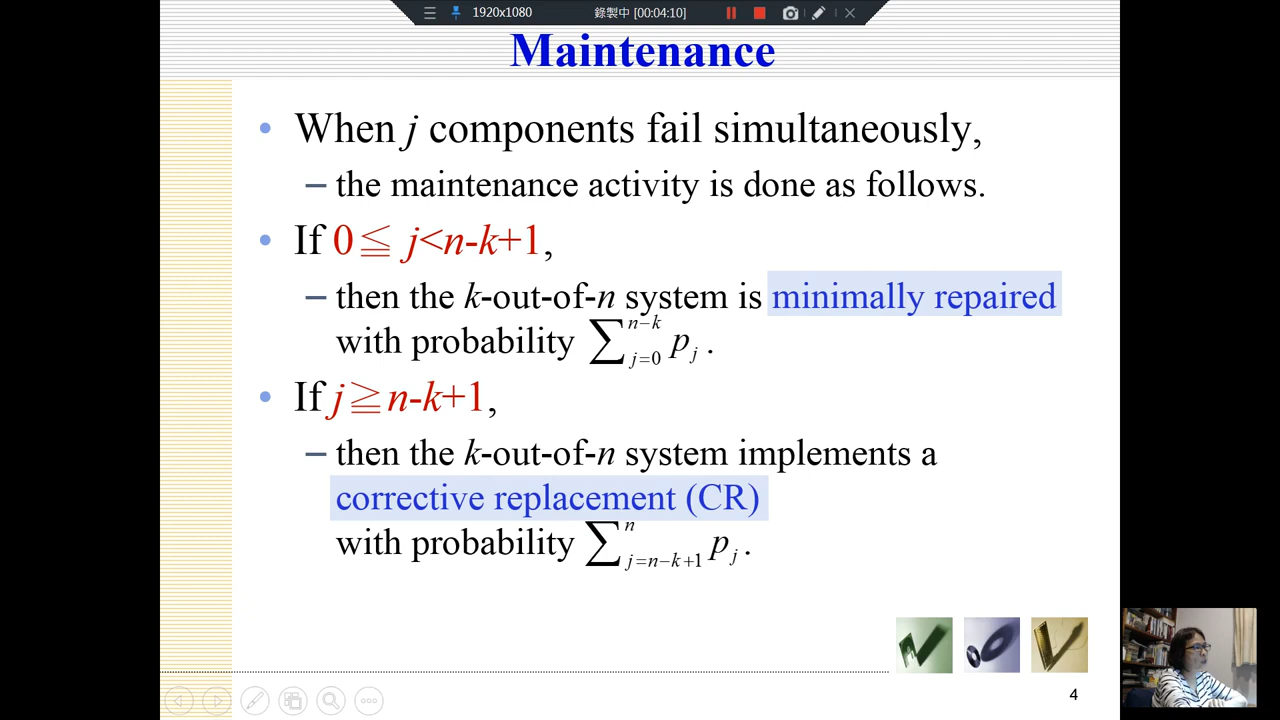 1920x1080 錄製中 [00:04:10]
Maintenance
• When j components fail simultaneously,
– the maintenance activity is done as follows.
• If 0≦ j<n-k+1,
– then the k-out-of-n system is minimally repaired
with probability ∑_{j=0}^{n−k} p_j .
• If j≧n-k+1,
– then the k-out-of-n system implements a
corrective replacement (CR)
with probability ∑_{j=n−k+1}^{n} p_j .
4